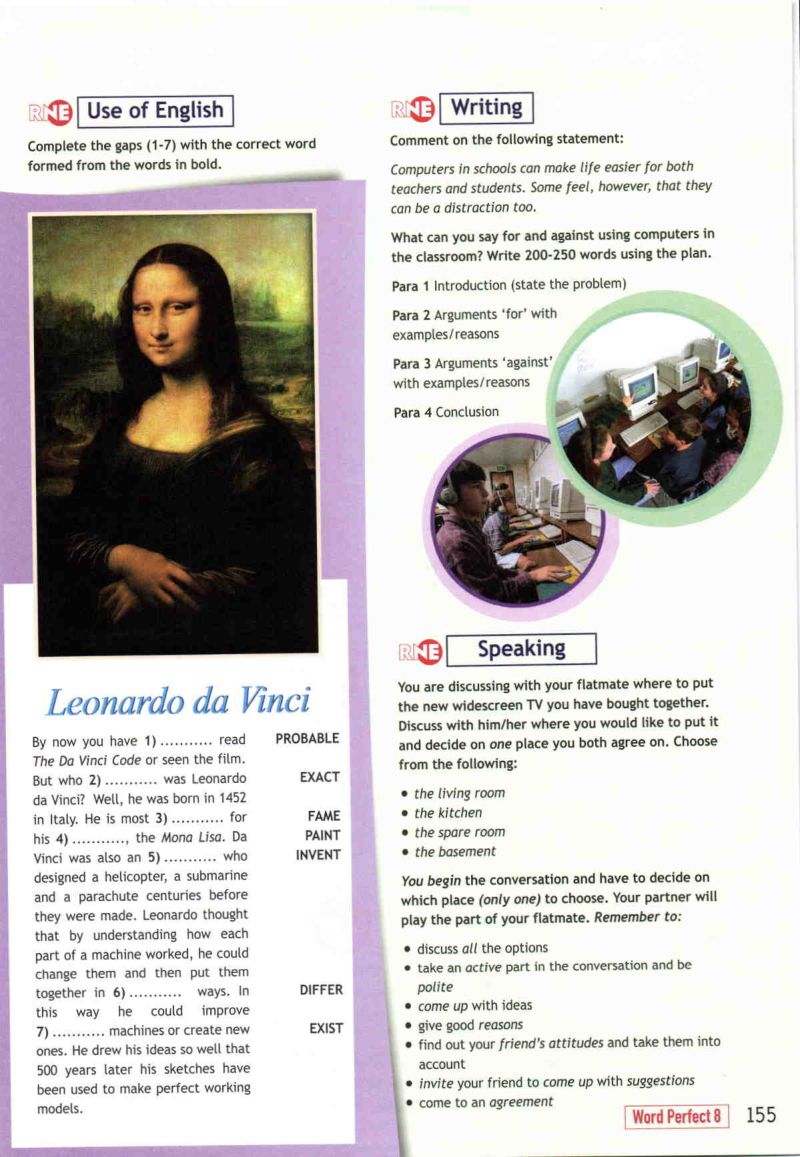 RNE Use of English
Complete the gaps (1-7) with the correct word
formed from the words in bold.
Leonardo da Vinci
By now you have 1) ........... read PROBABLE
The Da Vinci Code or seen the film.
But who 2) ........... was Leonardo EXACT
da Vinci? Well, he was born in 1452
in Italy. He is most 3) ........... for FAME
his 4) ..........., the Mona Lisa. Da PAINT
Vinci was also an 5) ........... who INVENT
designed a helicopter, a submarine
and a parachute centuries before
they were made. Leonardo thought
that by understanding how each
part of a machine worked, he could
change them and then put them
together in 6) ........... ways. In DIFFER
this way he could improve
7) ........... machines or create new EXIST
ones. He drew his ideas so well that
500 years later his sketches have
been used to make perfect working
models.
RNE Writing
Comment on the following statement:
Computers in schools can make life easier for both
teachers and students. Some feel, however, that they
can be a distraction too.
What can you say for and against using computers in
the classroom? Write 200-250 words using the plan.
Para 1 Introduction (state the problem)
Para 2 Arguments ‘for’ with
examples/reasons
Para 3 Arguments ‘against’
with examples/reasons
Para 4 Conclusion
RNE Speaking
You are discussing with your flatmate where to put
the new widescreen TV you have bought together.
Discuss with him/her where you would like to put it
and decide on one place you both agree on. Choose
from the following:
• the living room
• the kitchen
• the spare room
• the basement
You begin the conversation and have to decide on
which place (only one) to choose. Your partner will
play the part of your flatmate. Remember to:
• discuss all the options
• take an active part in the conversation and be
polite
• come up with ideas
• give good reasons
• find out your friend's attitudes and take them into
account
• invite your friend to come up with suggestions
• come to an agreement
Word Perfect 8 155